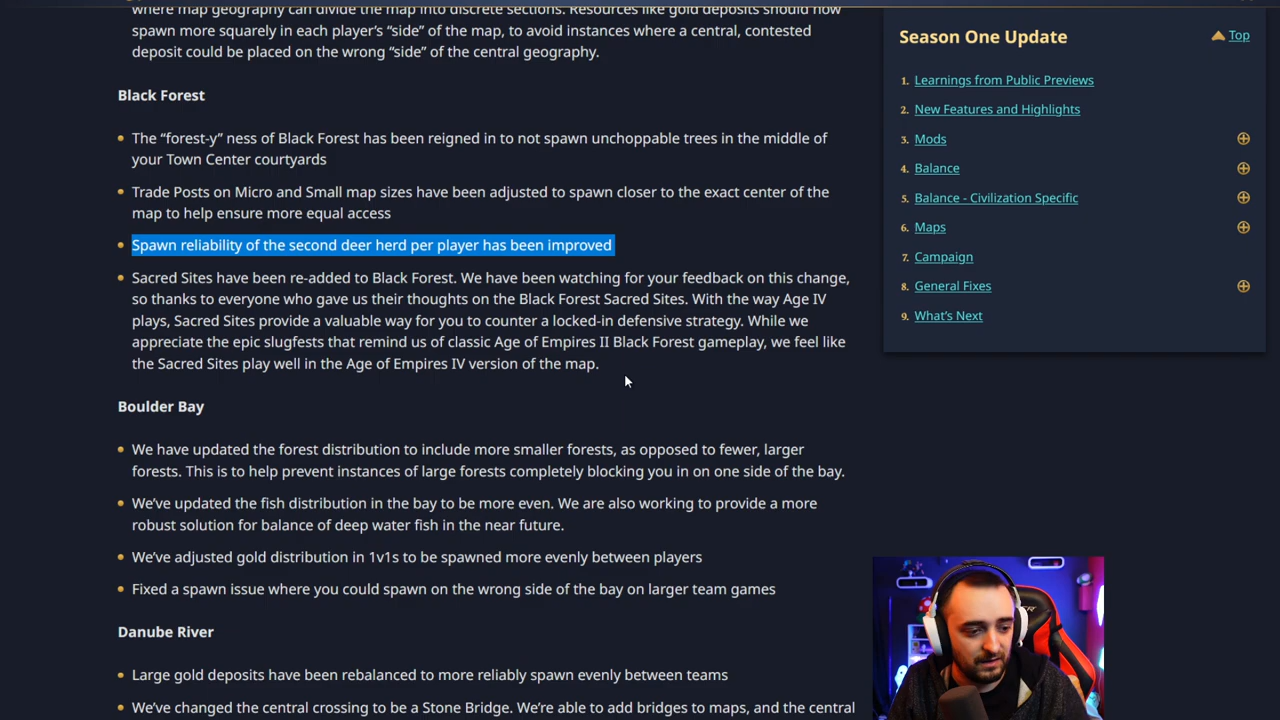 where map geography can divide the map into discrete sections. Resources like gold deposits should now
spawn more squarely in each player's “side” of the map, to avoid instances where a central, contested
deposit could be placed on the wrong “side” of the central geography.
Black Forest
The “forest-y” ness of Black Forest has been reigned in to not spawn unchoppable trees in the middle of
your Town Center courtyards
Trade Posts on Micro and Small map sizes have been adjusted to spawn closer to the exact center of the
map to help ensure more equal access
Spawn reliability of the second deer herd per player has been improved
Sacred Sites have been re-added to Black Forest. We have been watching for your feedback on this change,
so thanks to everyone who gave us their thoughts on the Black Forest Sacred Sites. With the way Age IV
plays, Sacred Sites provide a valuable way for you to counter a locked-in defensive strategy. While we
appreciate the epic slugfests that remind us of classic Age of Empires II Black Forest gameplay, we feel like
the Sacred Sites play well in the Age of Empires IV version of the map.
Boulder Bay
We have updated the forest distribution to include more smaller forests, as opposed to fewer, larger
forests. This is to help prevent instances of large forests completely blocking you in on one side of the bay.
We've updated the fish distribution in the bay to be more even. We are also working to provide a more
robust solution for balance of deep water fish in the near future.
We've adjusted gold distribution in 1v1s to be spawned more evenly between players
Fixed a spawn issue where you could spawn on the wrong side of the bay on larger team games
Danube River
Large gold deposits have been rebalanced to more reliably spawn evenly between teams
We've changed the central crossing to be a Stone Bridge. We're able to add bridges to maps, and the central
Season One Update
Top
1. Learnings from Public Previews
2. New Features and Highlights
3. Mods
4. Balance
5. Balance - Civilization Specific
6. Maps
7. Campaign
8. General Fixes
9. What's Next